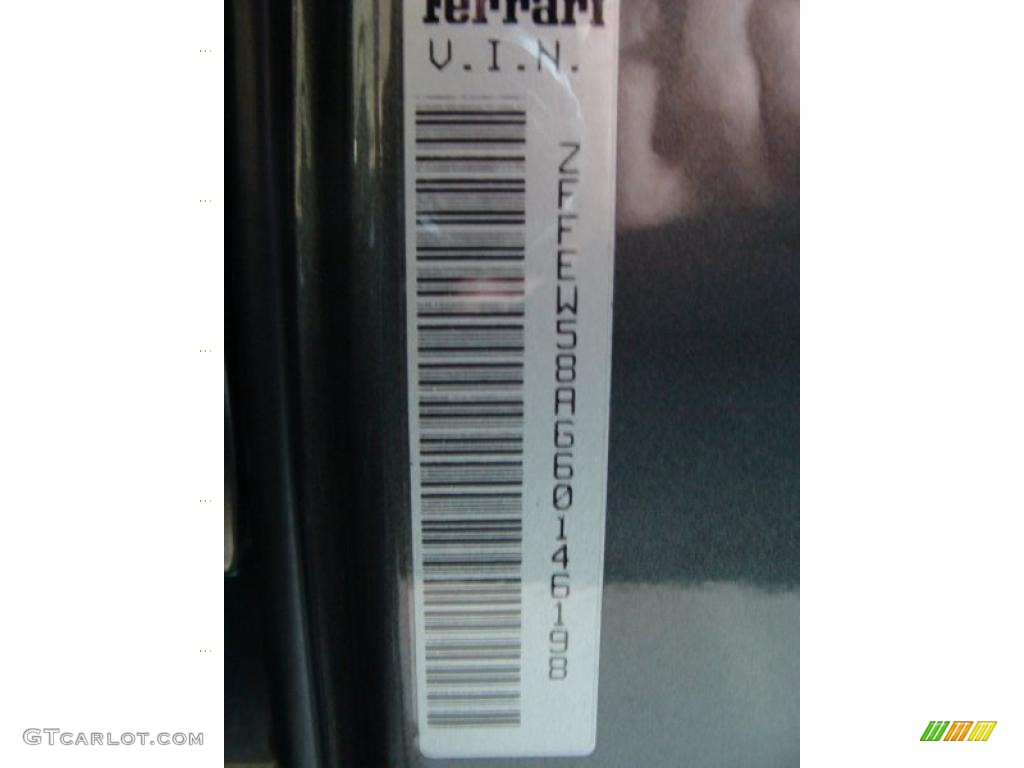 Ferrari
V.I.N.
ZFFEW58A660146198
GTCARLOT.COM